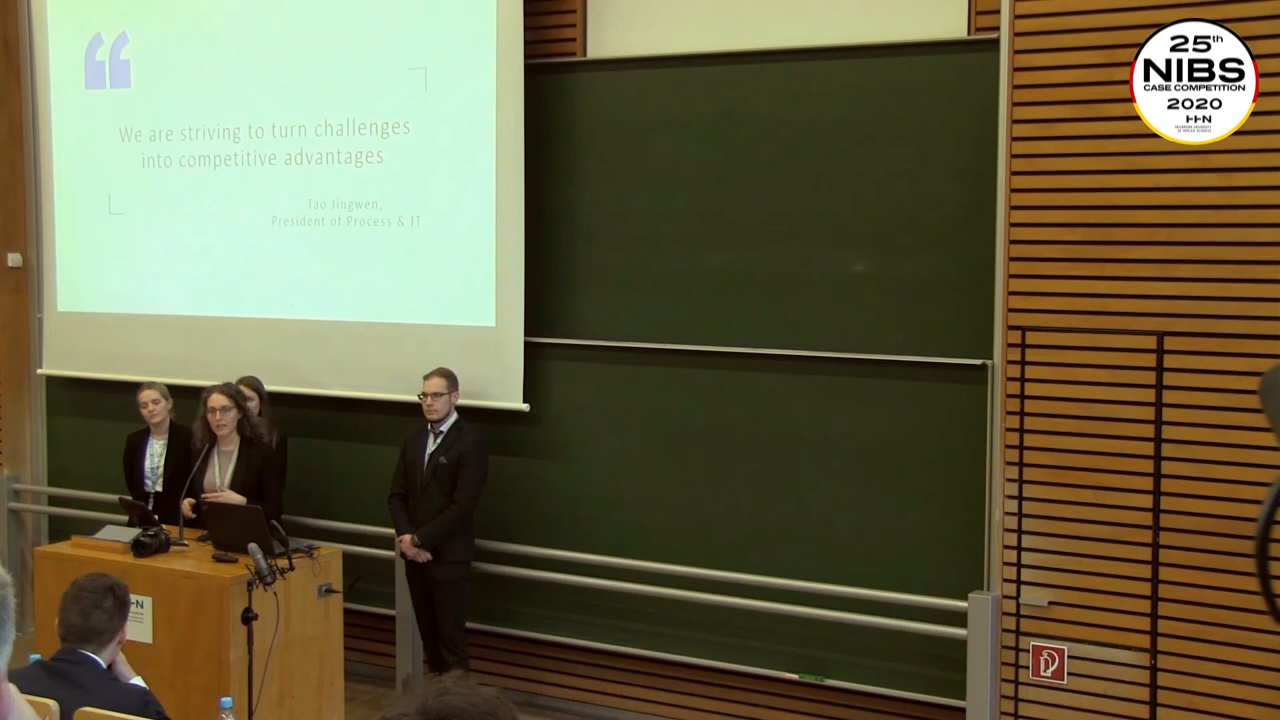 We are striving to turn challenges
into competitive advantages
Tao Jingwen,
President of Process & IT
25th
NIBS
CASE COMPETITION
2020
HHN